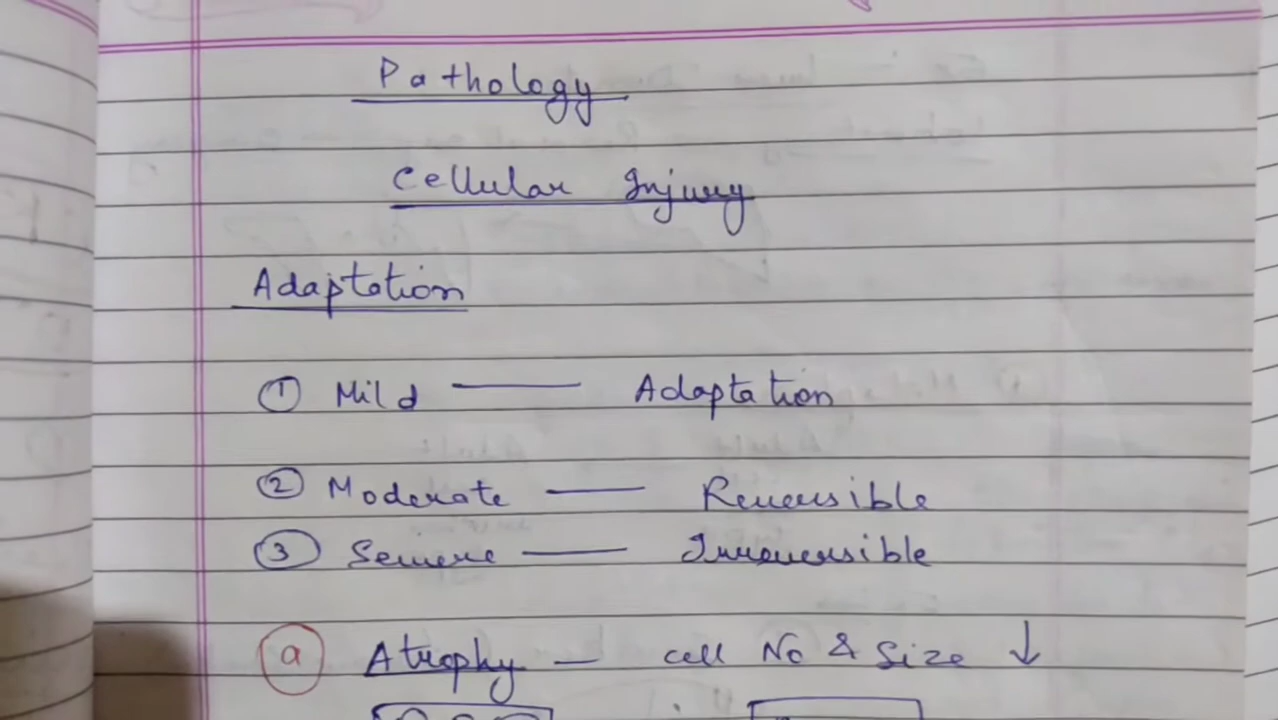 Pathology
Cellular Injury
Adaptation
① Mild — Adaptation
② Moderate — Reversible
③ Severe — Irreversible
ⓐ Atrophy — cell No & Size ↓